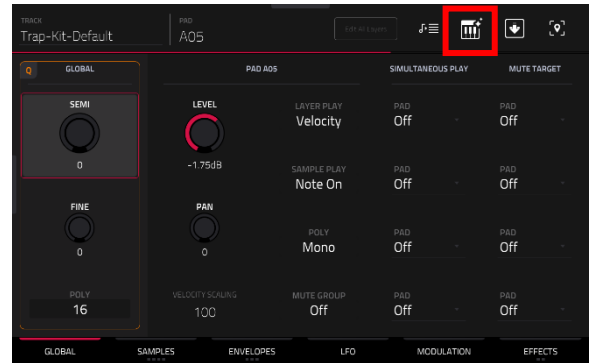 TRACK
Trap-Kit-Default
PAD
A05
Edit All Layers
Q GLOBAL
PAD A05
SIMULTANEOUS PLAY
MUTE TARGET
SEMI
0
LEVEL
-1.75dB
LAYER PLAY
Velocity
PAD
Off
PAD
Off
SAMPLE PLAY
Note On
PAD
Off
PAD
Off
FINE
0
PAN
0
POLY
Mono
PAD
Off
PAD
Off
POLY
16
VELOCITY SCALING
100
MUTE GROUP
Off
PAD
Off
PAD
Off
GLOBAL
SAMPLES
ENVELOPES
LFO
MODULATION
EFFECTS